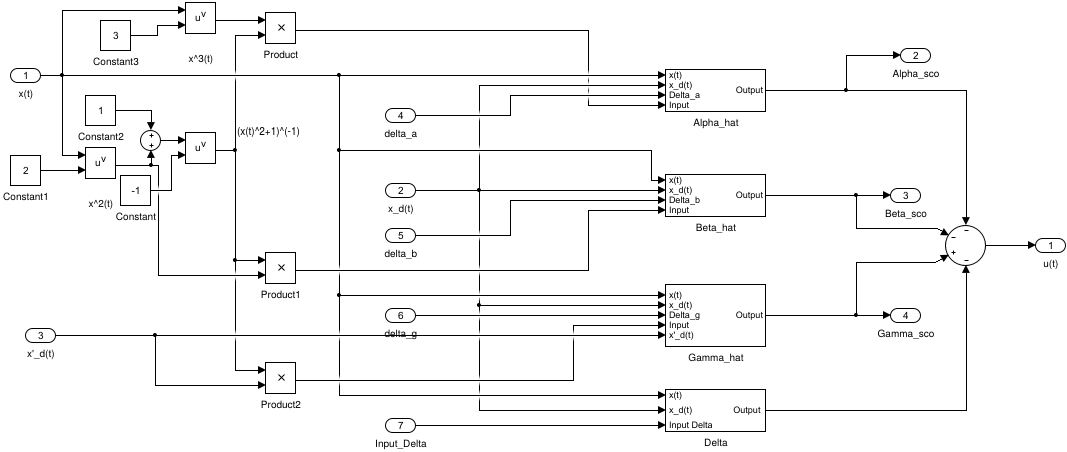 u^v
3
×
Constant3
x^3(t)
Product
2
Alpha_sco
1
x(t)
x(t)
x_d(t)
Delta_a
Input
Output
Alpha_hat
1
Constant2
4
delta_a
+
+
u^v
(x(t)^2+1)^(-1)
2
Constant1
u^v
x^2(t)
-1
Constant
2
x_d(t)
x(t)
x_d(t)
Delta_b
Input
Output
Beta_hat
3
Beta_sco
5
delta_b
−
−
+
−
1
u(t)
×
Product1
6
delta_g
x(t)
x_d(t)
Delta_g
Input
x'_d(t)
Output
Gamma_hat
4
Gamma_sco
3
x'_d(t)
×
Product2
7
Input_Delta
x(t)
x_d(t)
Input Delta
Output
Delta